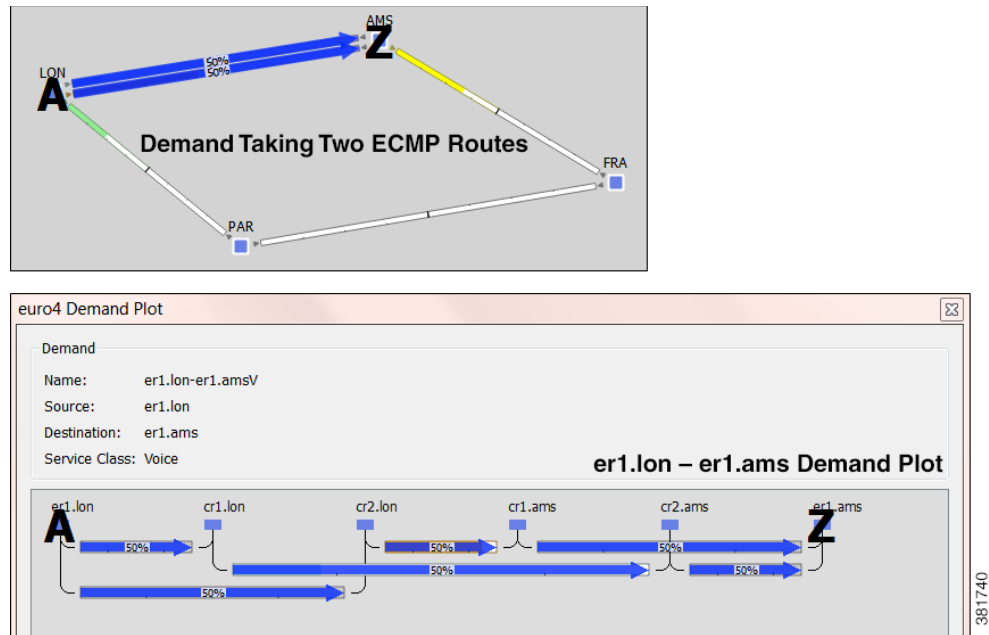 AMS
Z
50%
50%
LON
A
Demand Taking Two ECMP Routes
FRA
PAR
euro4 Demand Plot
Demand
Name: er1.lon-er1.amsV
Source: er1.lon
Destination: er1.ams
Service Class: Voice
er1.lon – er1.ams Demand Plot
er1.lon cr1.lon cr2.lon cr1.ams cr2.ams er1.ams
A Z
50% 50% 50%
50% 50%
50%
381740